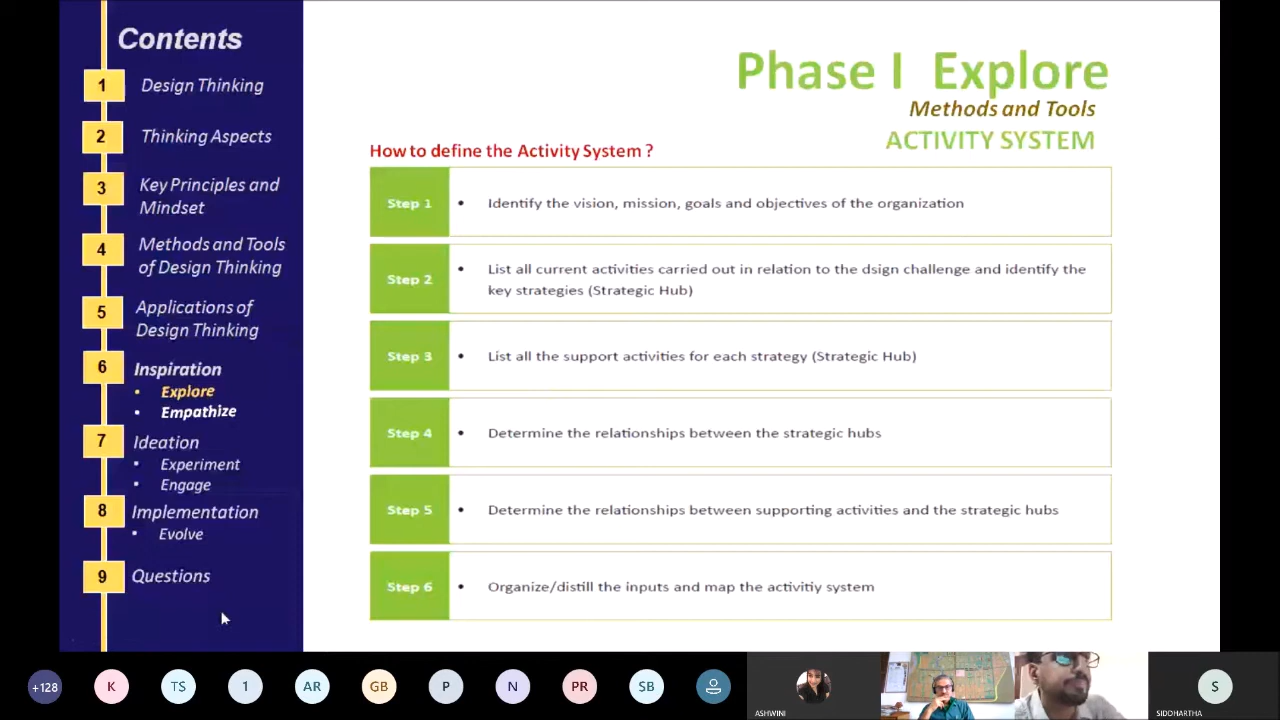 Contents
1 Design Thinking
2 Thinking Aspects
3 Key Principles and
Mindset
4 Methods and Tools
of Design Thinking
5 Applications of
Design Thinking
6 Inspiration
• Explore
• Empathize
7 Ideation
• Experiment
• Engage
8 Implementation
• Evolve
9 Questions
Phase I Explore
Methods and Tools
ACTIVITY SYSTEM
How to define the Activity System ?
Step 1 • Identify the vision, mission, goals and objectives of the organization
Step 2 • List all current activities carried out in relation to the dsign challenge and identify the
key strategies (Strategic Hub)
Step 3 • List all the support activities for each strategy (Strategic Hub)
Step 4 • Determine the relationships between the strategic hubs
Step 5 • Determine the relationships between supporting activities and the strategic hubs
Step 6 • Organize/distill the inputs and map the activitiy system
+128 K TS 1 AR GB P N PR SB S
ASHWINI SIDDHARTHA